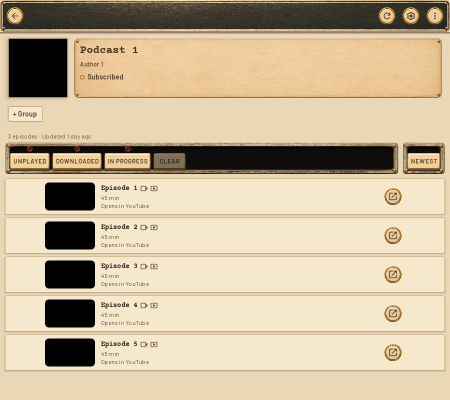 Podcast 1
Author 1
Subscribed
+ Group
3 episodes · Updated 1 day ago
UNPLAYED DOWNLOADED IN PROGRESS CLEAR NEWEST
Episode 1
45 min
Opens in YouTube
Episode 2
45 min
Opens in YouTube
Episode 3
45 min
Opens in YouTube
Episode 4
45 min
Opens in YouTube
Episode 5
45 min
Opens in YouTube